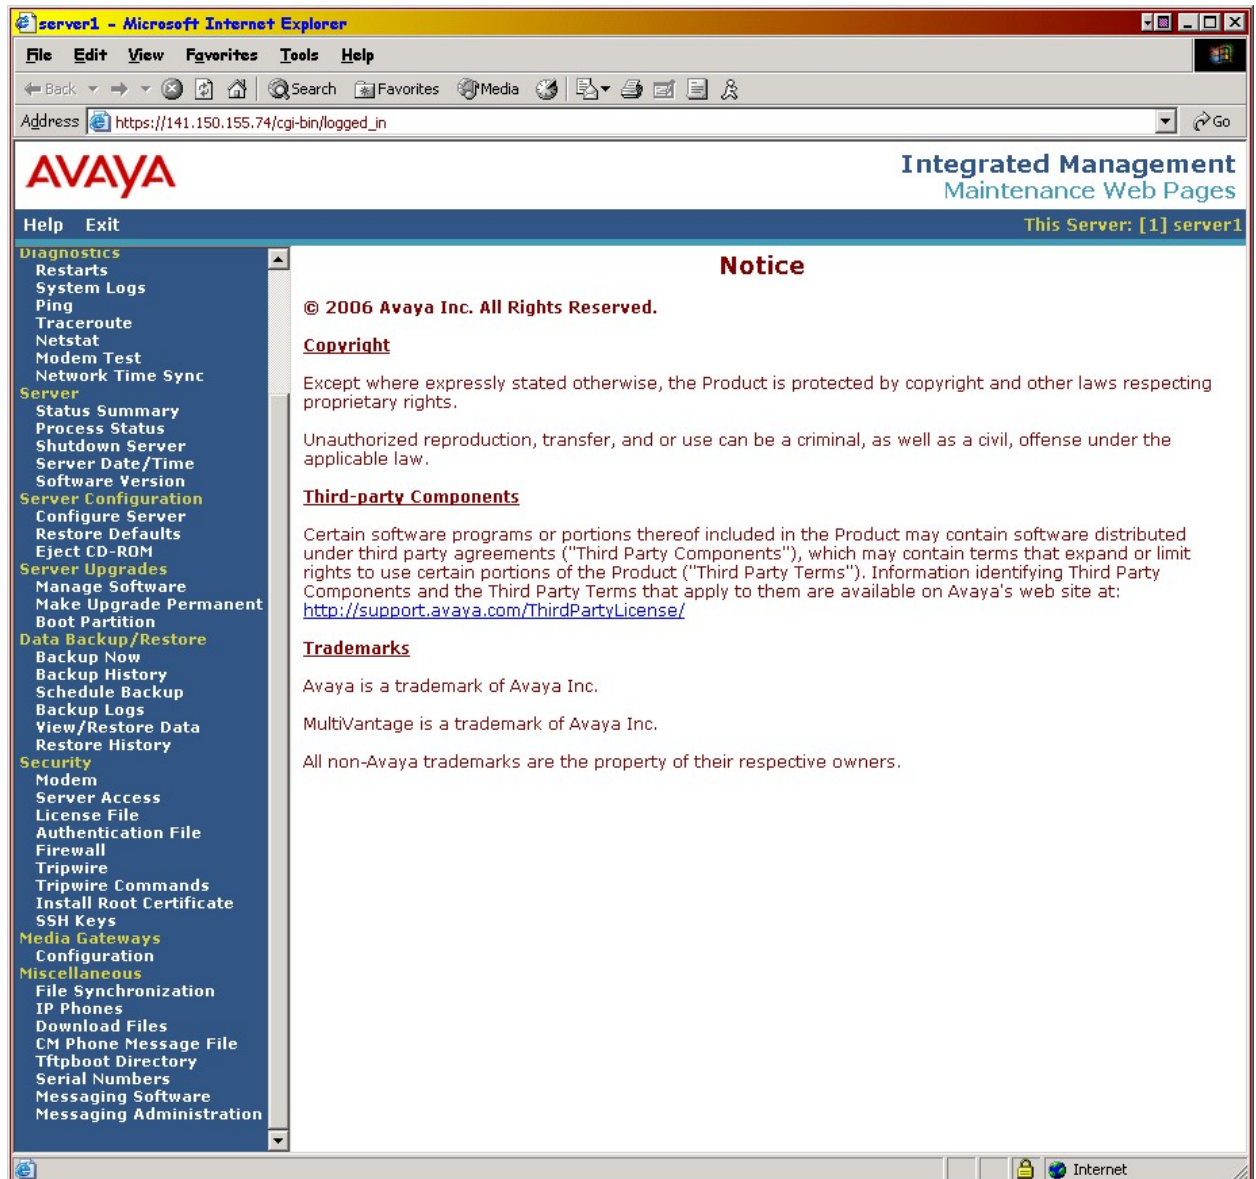 server1 - Microsoft Internet Explorer
File Edit View Favorites Tools Help
Back Search Favorites Media
Address https://141.150.155.74/cgi-bin/logged_in Go
AVAYA
Integrated Management
Maintenance Web Pages
Help Exit
This Server: [1] server1
Diagnostics
Restarts
System Logs
Ping
Traceroute
Netstat
Modem Test
Network Time Sync
Server
Status Summary
Process Status
Shutdown Server
Server Date/Time
Software Version
Server Configuration
Configure Server
Restore Defaults
Eject CD-ROM
Server Upgrades
Manage Software
Make Upgrade Permanent
Boot Partition
Data Backup/Restore
Backup Now
Backup History
Schedule Backup
Backup Logs
View/Restore Data
Restore History
Security
Modem
Server Access
License File
Authentication File
Firewall
Tripwire
Tripwire Commands
Install Root Certificate
SSH Keys
Media Gateways
Configuration
Miscellaneous
File Synchronization
IP Phones
Download Files
CM Phone Message File
Tftpboot Directory
Serial Numbers
Messaging Software
Messaging Administration
Notice
© 2006 Avaya Inc. All Rights Reserved.
Copyright
Except where expressly stated otherwise, the Product is protected by copyright and other laws respecting
proprietary rights.
Unauthorized reproduction, transfer, and or use can be a criminal, as well as a civil, offense under the
applicable law.
Third-party Components
Certain software programs or portions thereof included in the Product may contain software distributed
under third party agreements ("Third Party Components"), which may contain terms that expand or limit
rights to use certain portions of the Product ("Third Party Terms"). Information identifying Third Party
Components and the Third Party Terms that apply to them are available on Avaya's web site at:
http://support.avaya.com/ThirdPartyLicense/
Trademarks
Avaya is a trademark of Avaya Inc.
MultiVantage is a trademark of Avaya Inc.
All non-Avaya trademarks are the property of their respective owners.
Internet